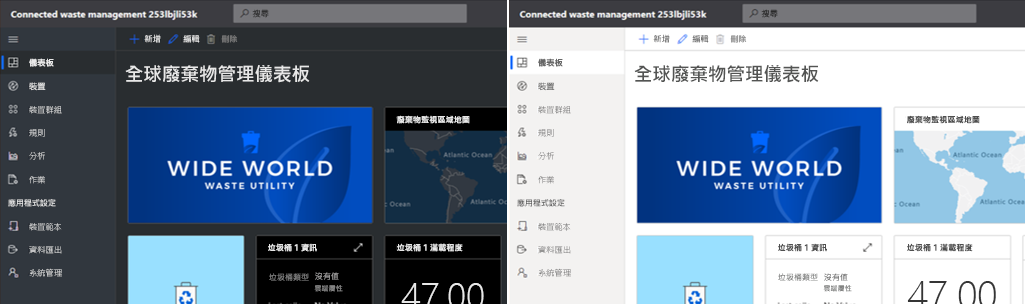 Connected waste management 253lbjli53k
搜尋
新增 編輯 刪除
儀表板
裝置
裝置群組
規則
分析
作業
應用程式設定
裝置範本
資料匯出
系統管理
全球廢棄物管理儀表板
WIDE WORLD
WASTE UTILITY
廢棄物監視區域地圖
Atlantic Ocean
Atlantic
Ocean
垃圾桶 1 資訊
垃圾桶類型 沒有值
雲端屬性
垃圾桶 1 滿載程度
47.00
Connected waste management 253lbjli53k
搜尋
新增 編輯 刪除
儀表板
裝置
裝置群組
規則
分析
作業
應用程式設定
裝置範本
資料匯出
系統管理
全球廢棄物管理儀表板
WIDE WORLD
WASTE UTILITY
廢棄物監視區域地圖
Atlantic Ocean
Atlantic Oc
Ocean
垃圾桶 1 資訊
垃圾桶類型 沒有值
雲端屬性
垃圾桶 1 滿載程度
47.00